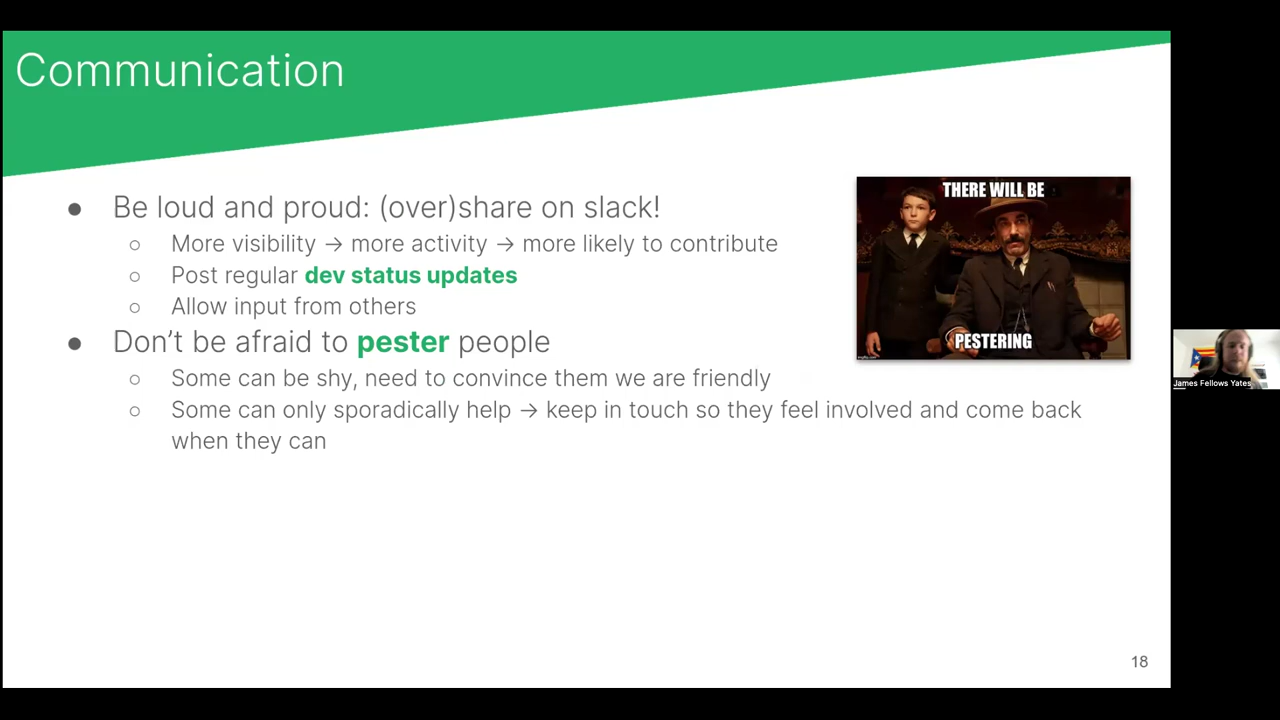 Communication
● Be loud and proud: (over)share on slack!
○ More visibility → more activity → more likely to contribute
○ Post regular dev status updates
○ Allow input from others
● Don't be afraid to pester people
○ Some can be shy, need to convince them we are friendly
○ Some can only sporadically help → keep in touch so they feel involved and come back
when they can
THERE WILL BE
PESTERING
imgflip.com
James Fellows Yates
18